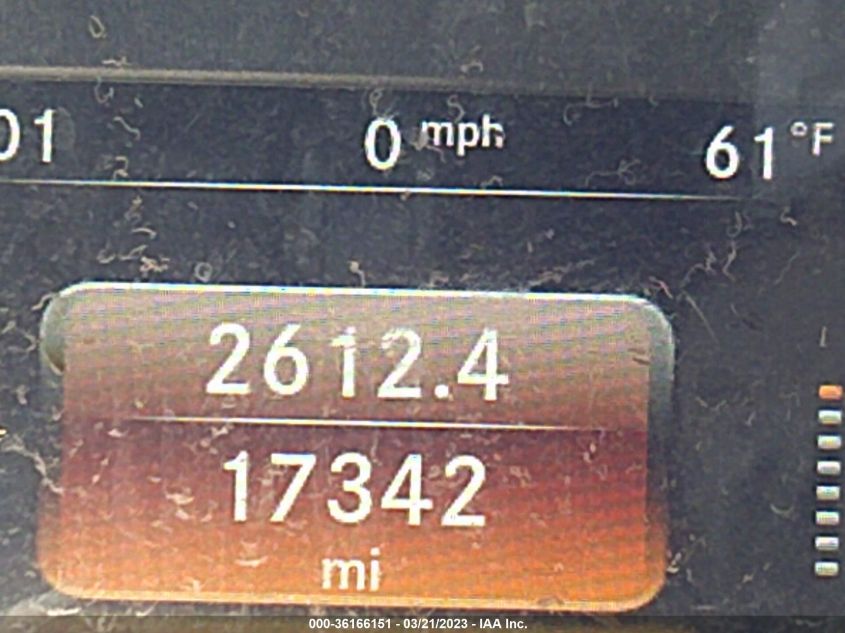 01 0 mph 61 °F
2612.4
17342
mi
000-36166151 - 03/21/2023 - IAA Inc.